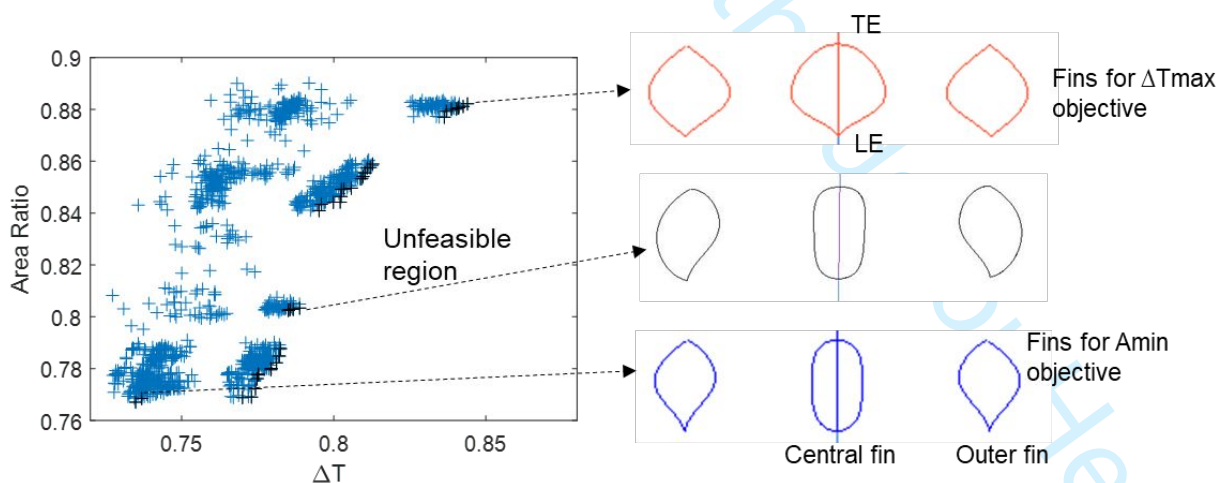 0.9
0.88
0.86
0.84
0.82
0.8
0.78
0.76
Area Ratio
0.75
0.8
0.85
ΔT
Unfeasible
region
TE
LE
Fins for ΔTmax
objective
Fins for Amin
objective
Central fin
Outer fin